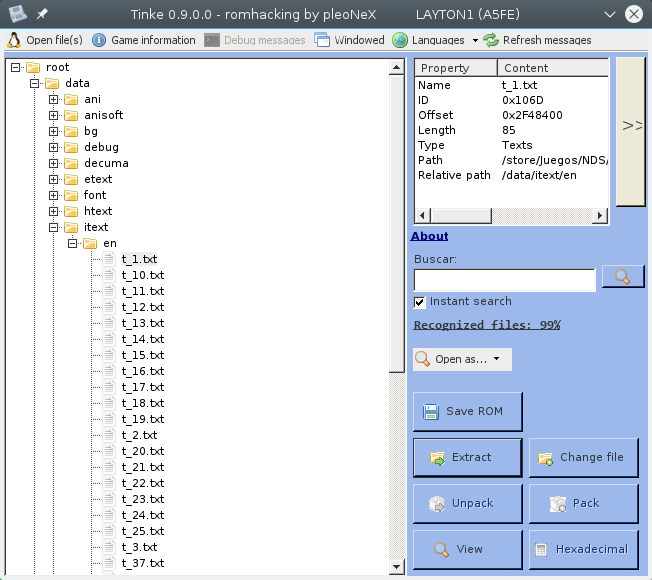 Tinke 0.9.0.0 - romhacking by pleoNeX LAYTON1 (A5FE)
Open file(s) Game information Debug messages Windowed Languages Refresh messages
root
data
ani
anisoft
bg
debug
decuma
etext
font
htext
itext
en
t_1.txt
t_10.txt
t_11.txt
t_12.txt
t_13.txt
t_14.txt
t_15.txt
t_16.txt
t_17.txt
t_18.txt
t_19.txt
t_2.txt
t_20.txt
t_21.txt
t_22.txt
t_23.txt
t_24.txt
t_25.txt
t_3.txt
t_37.txt
Property Content
Name t_1.txt
ID 0x106D
Offset 0x2F48400
Length 85
Type Texts
Path /store/Juegos/NDS/
Relative path /data/itext/en
>>
About
Buscar:
Instant search
Recognized files: 99%
Open as...
Save ROM
Extract Change file
Unpack Pack
View Hexadecimal